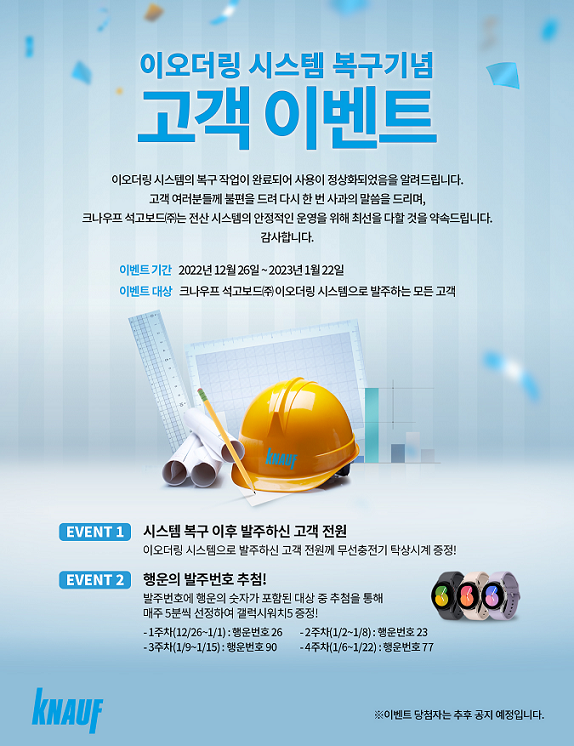 이오더링 시스템 복구기념
고객 이벤트
이오더링 시스템의 복구 작업이 완료되어 사용이 정상화되었음을 알려드립니다.
고객 여러분들께 불편을 드려 다시 한 번 사과의 말씀을 드리며,
크나우프 석고보드㈜는 전산 시스템의 안정적인 운영을 위해 최선을 다할 것을 약속드립니다.
감사합니다.
이벤트 기간 2022년 12월 26일 ~ 2023년 1월 22일
이벤트 대상 크나우프 석고보드㈜ 이오더링 시스템으로 발주하는 모든 고객
KNAUF
EVENT 1 시스템 복구 이후 발주하신 고객 전원
이오더링 시스템으로 발주하신 고객 전원께 무선충전기 탁상시계 증정!
EVENT 2 행운의 발주번호 추첨!
발주번호에 행운의 숫자가 포함된 대상 중 추첨을 통해
매주 5분씩 선정하여 갤럭시워치5 증정!
- 1주차(12/26~1/1) : 행운번호 26 - 2주차(1/2~1/8) : 행운번호 23
- 3주차(1/9~1/15) : 행운번호 90 - 4주차(1/6~1/22) : 행운번호 77
KNAUF
※이벤트 당첨자는 추후 공지 예정입니다.